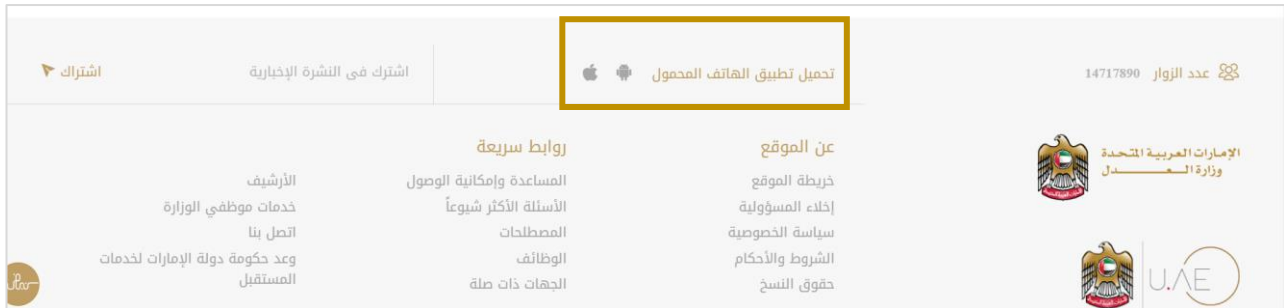 عدد الزوار 14717890
تحميل تطبيق الهاتف المحمول
اشترك في النشرة الإخبارية
اشتراك
الإمارات العربية المتحدة
وزارة الــعــــــــدل
U.AE
عن الموقع
خريطة الموقع
إخلاء المسؤولية
سياسة الخصوصية
الشروط والأحكام
حقوق النسخ
روابط سريعة
المساعدة وإمكانية الوصول
الأسئلة الأكثر شيوعاً
المصطلحات
الوظائف
الجهات ذات صلة
الأرشيف
خدمات موظفي الوزارة
اتصل بنا
وعد حكومة دولة الإمارات لخدمات
المستقبل